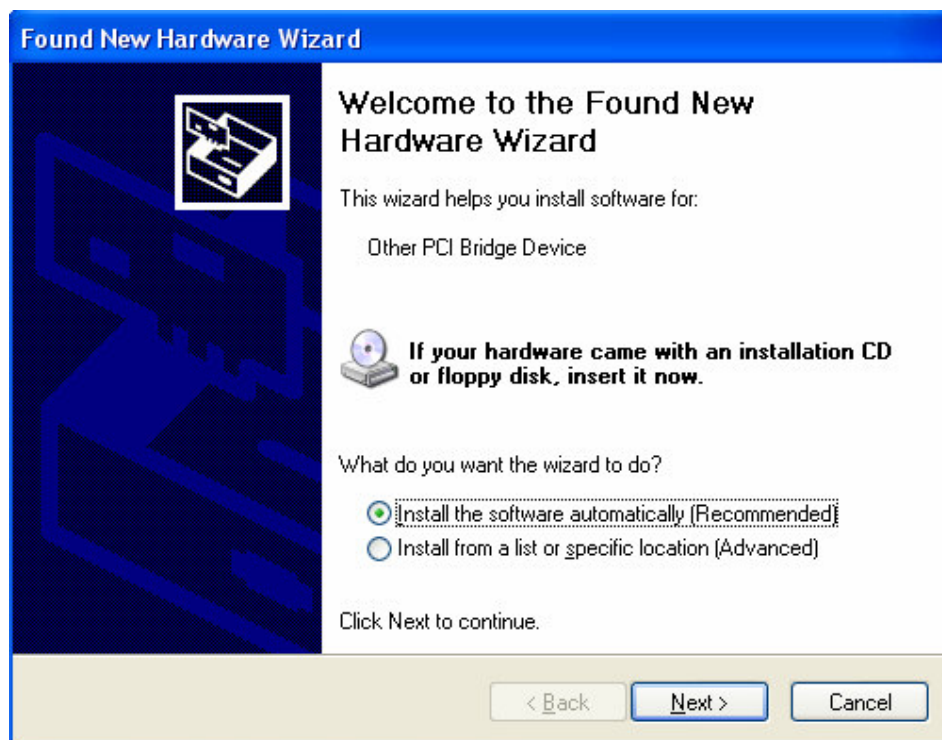 Found New Hardware Wizard
Welcome to the Found New
Hardware Wizard
This wizard helps you install software for:
Other PCI Bridge Device
If your hardware came with an installation CD
or floppy disk, insert it now.
What do you want the wizard to do?
Install the software automatically (Recommended)
Install from a list or specific location (Advanced)
Click Next to continue.
< Back Next > Cancel